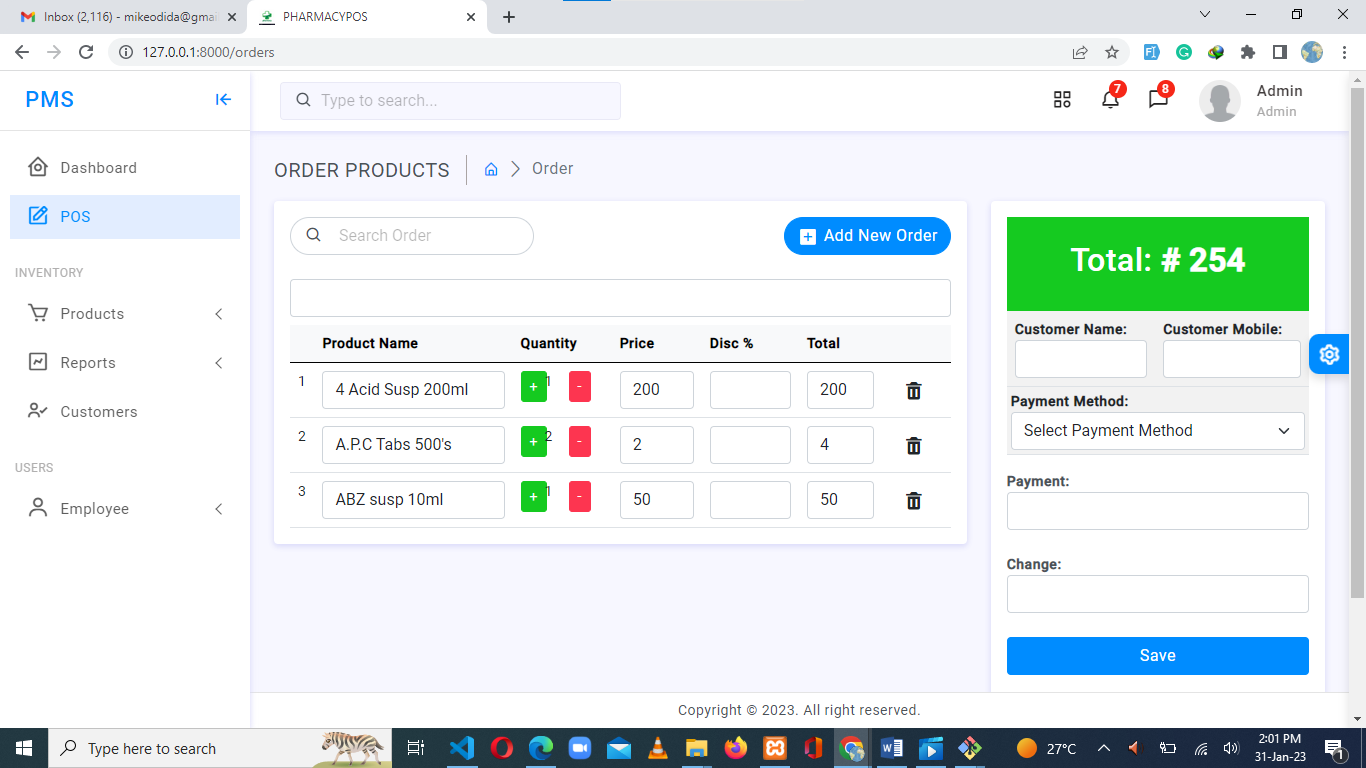 Inbox (2,116) - mikeodida@gmai
PHARMACYPOS
127.0.0.1:8000/orders
PMS
Type to search...
7
8
Admin
Admin
Dashboard
POS
INVENTORY
Products
Reports
Customers
USERS
Employee
ORDER PRODUCTS
Order
Search Order
Add New Order
Product Name Quantity Price Disc % Total
1 4 Acid Susp 200ml + 1 - 200 200
2 A.P.C Tabs 500's + 2 - 2 4
3 ABZ susp 10ml + 1 - 50 50
Total: # 254
Customer Name: Customer Mobile:
Payment Method:
Select Payment Method
Payment:
Change:
Save
Copyright © 2023. All right reserved.
Type here to search
27°C
2:01 PM
31-Jan-23
1